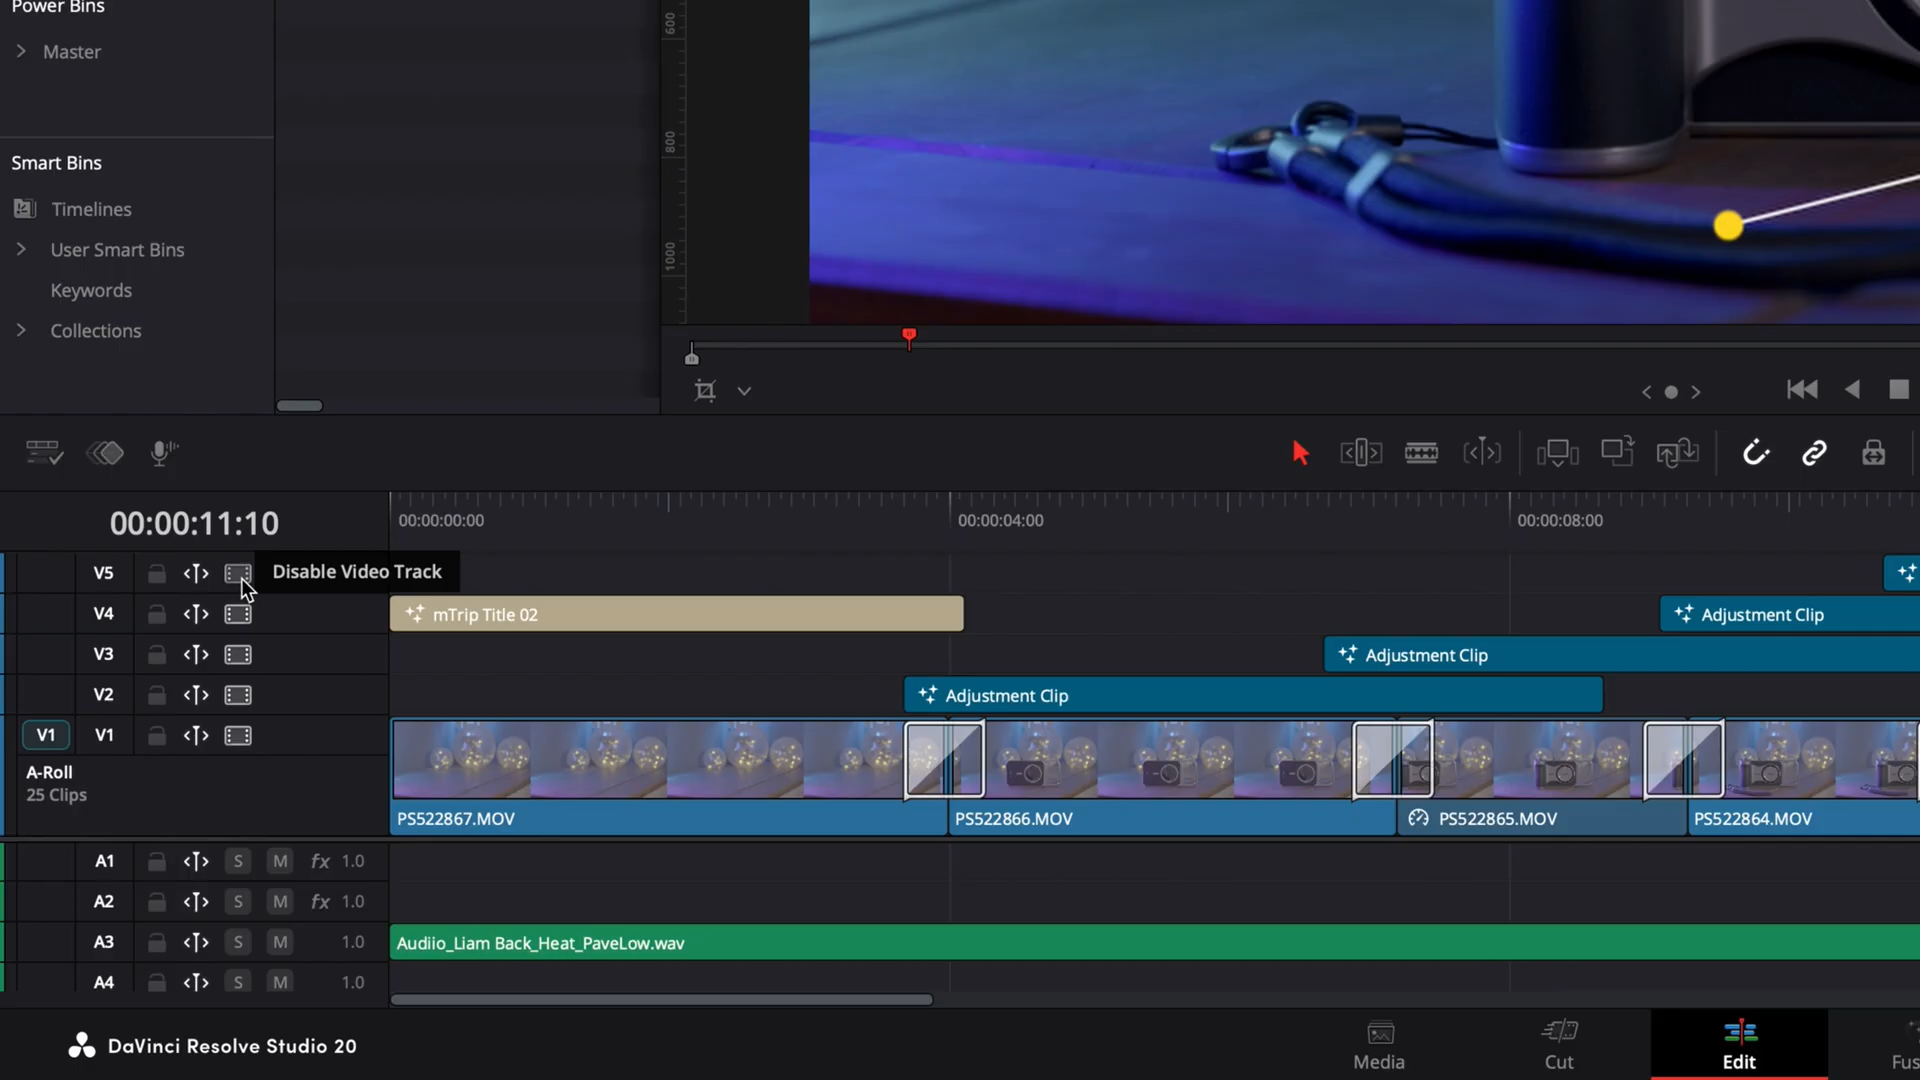 Power Bins
Master
Smart Bins
Timelines
User Smart Bins
Keywords
Collections
600
800
1000
00:00:11:10
00:00:00:00
00:00:04:00
00:00:08:00
V5
Disable Video Track
V4
mTrip Title 02
Adjustment Clip
V3
Adjustment Clip
V2
Adjustment Clip
V1 V1
A-Roll
25 Clips
PS522867.MOV
PS522866.MOV
PS522865.MOV
PS522864.MOV
A1 S M fx 1.0
A2 S M fx 1.0
A3 S M 1.0
Audiio_Liam Back_Heat_PaveLow.wav
A4 S M 1.0
DaVinci Resolve Studio 20
Media
Cut
Edit
Fus